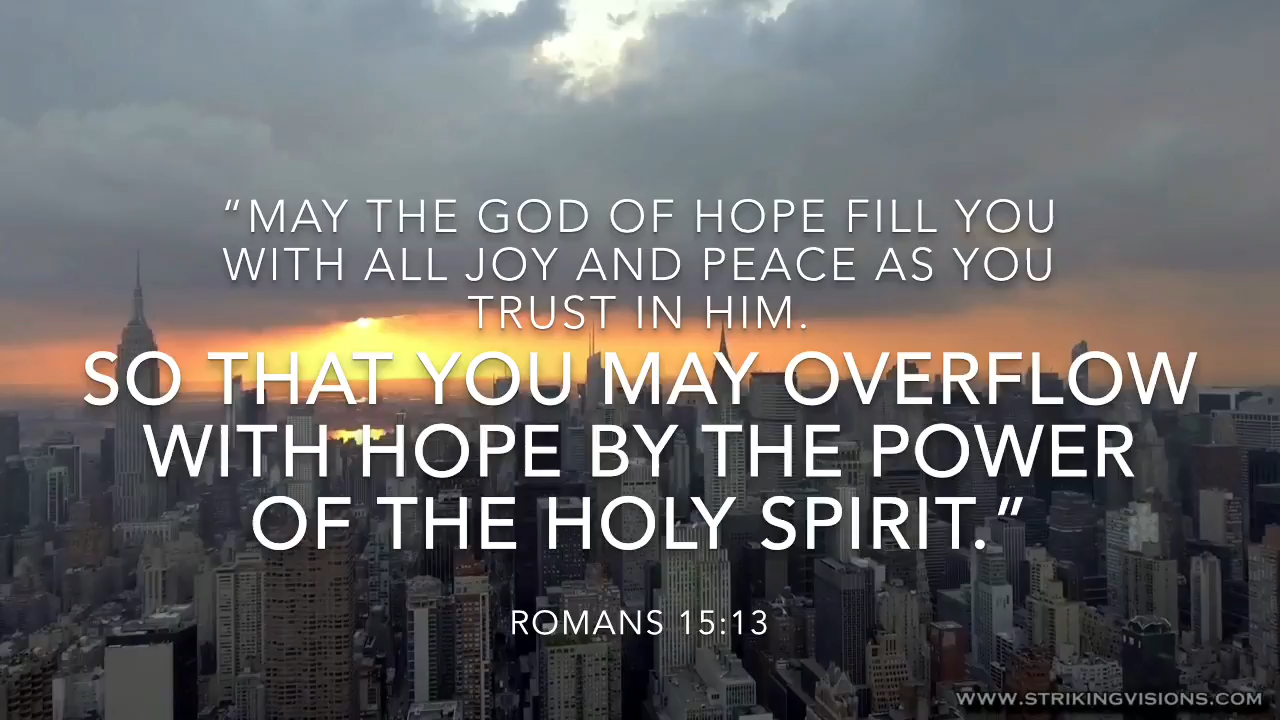 “MAY THE GOD OF HOPE FILL YOU
WITH ALL JOY AND PEACE AS YOU
TRUST IN HIM.
SO THAT YOU MAY OVERFLOW
WITH HOPE BY THE POWER
OF THE HOLY SPIRIT.”
ROMANS 15:13
WWW.STRIKINGVISIONS.COM